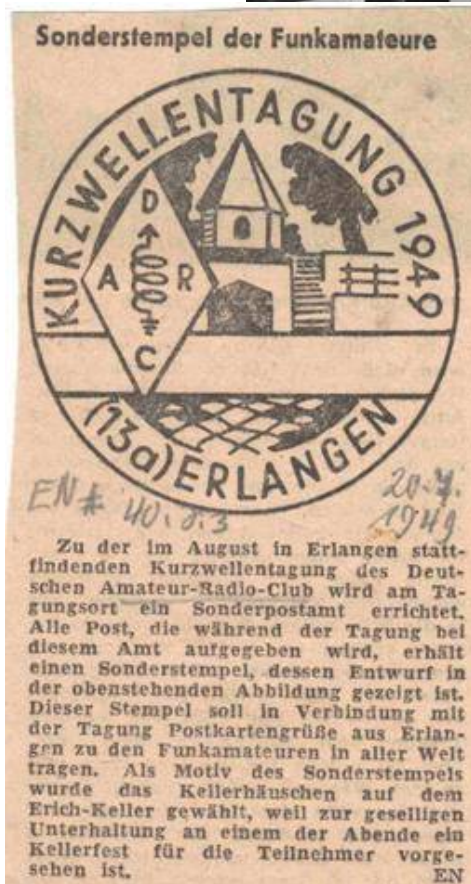 Sonderstempel der Funkamateure
KURZWELLENTAGUNG 1949
D
A R
C
(13a) ERLANGEN
EN # 40. S. 3
20.7.
1949
Zu der im August in Erlangen statt-
findenden Kurzwellentagung des Deut-
schen Amateur-Radio-Club wird am Ta-
gungsort ein Sonderpostamt errichtet.
Alle Post, die während der Tagung bei
diesem Amt aufgegeben wird, erhält
einen Sonderstempel, dessen Entwurf in
der obenstehenden Abbildung gezeigt ist.
Dieser Stempel soll in Verbindung mit
der Tagung Postkartengrüße aus Erlan-
gen zu den Funkamateuren in aller Welt
tragen. Als Motiv des Sonderstempels
wurde das Kellerhäuschen auf dem
Erich-Keller gewählt, weil zur geselligen
Unterhaltung an einem der Abende ein
Kellerfest für die Teilnehmer vorge-
sehen ist. EN